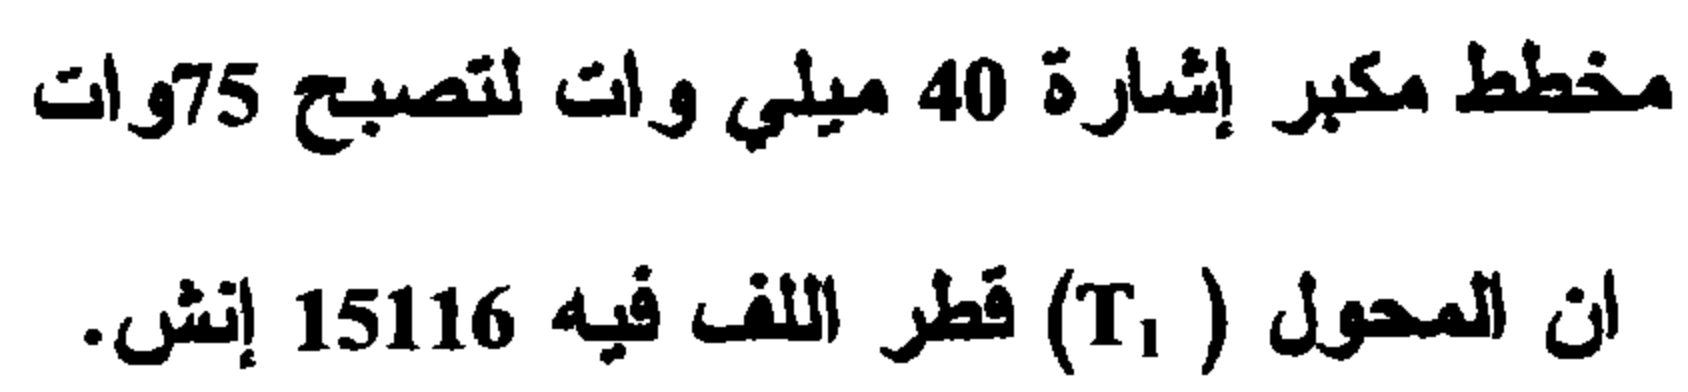 مخطط مكبر إشارة 40 ميلي وات لتصبح 75وات
ان المحول ( T₁) قطر اللف فيه 15116 إنش.